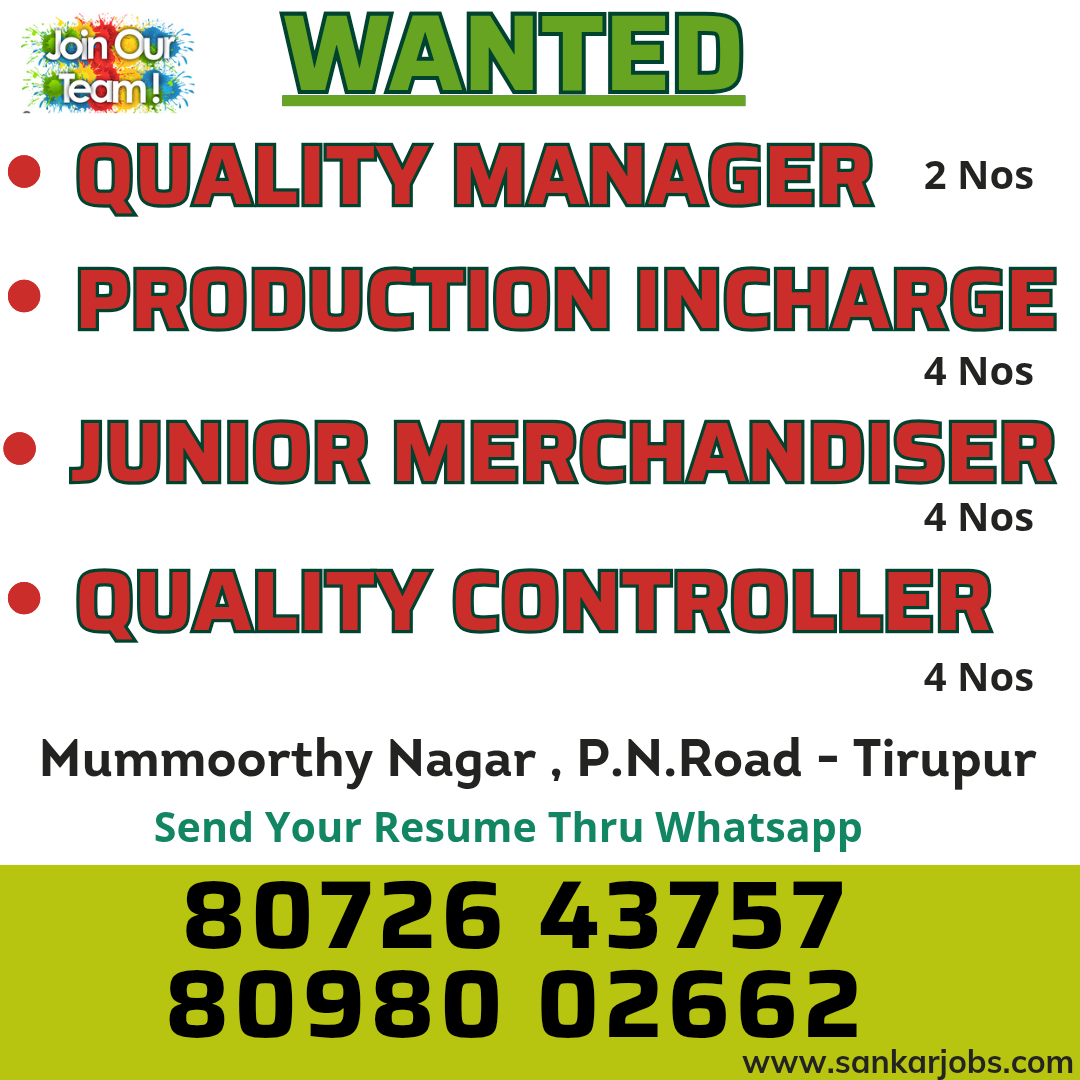 Join Our
Team !
WANTED
• QUALITY MANAGER 2 Nos
• PRODUCTION INCHARGE
4 Nos
• JUNIOR MERCHANDISER
4 Nos
• QUALITY CONTROLLER
4 Nos
Mummoorthy Nagar , P.N.Road - Tirupur
Send Your Resume Thru Whatsapp
80726 43757
80980 02662
www.sankarjobs.com